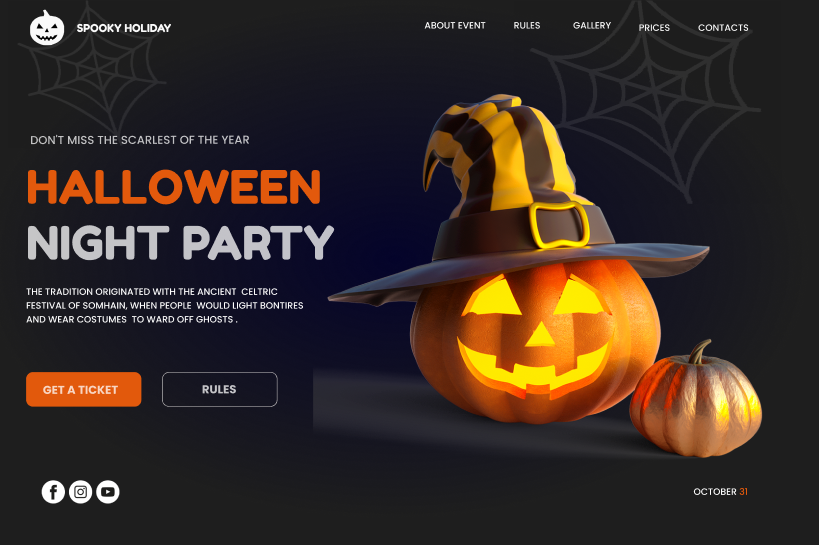 SPOOKY HOLIDAY
ABOUT EVENT RULES GALLERY PRICES CONTACTS
DON'T MISS THE SCARLEST OF THE YEAR
HALLOWEEN
NIGHT PARTY
THE TRADITION ORIGINATED WITH THE ANCIENT CELTRIC
FESTIVAL OF SOMHAIN, WHEN PEOPLE WOULD LIGHT BONTIRES
AND WEAR COSTUMES TO WARD OFF GHOSTS .
GET A TICKET RULES
OCTOBER 31